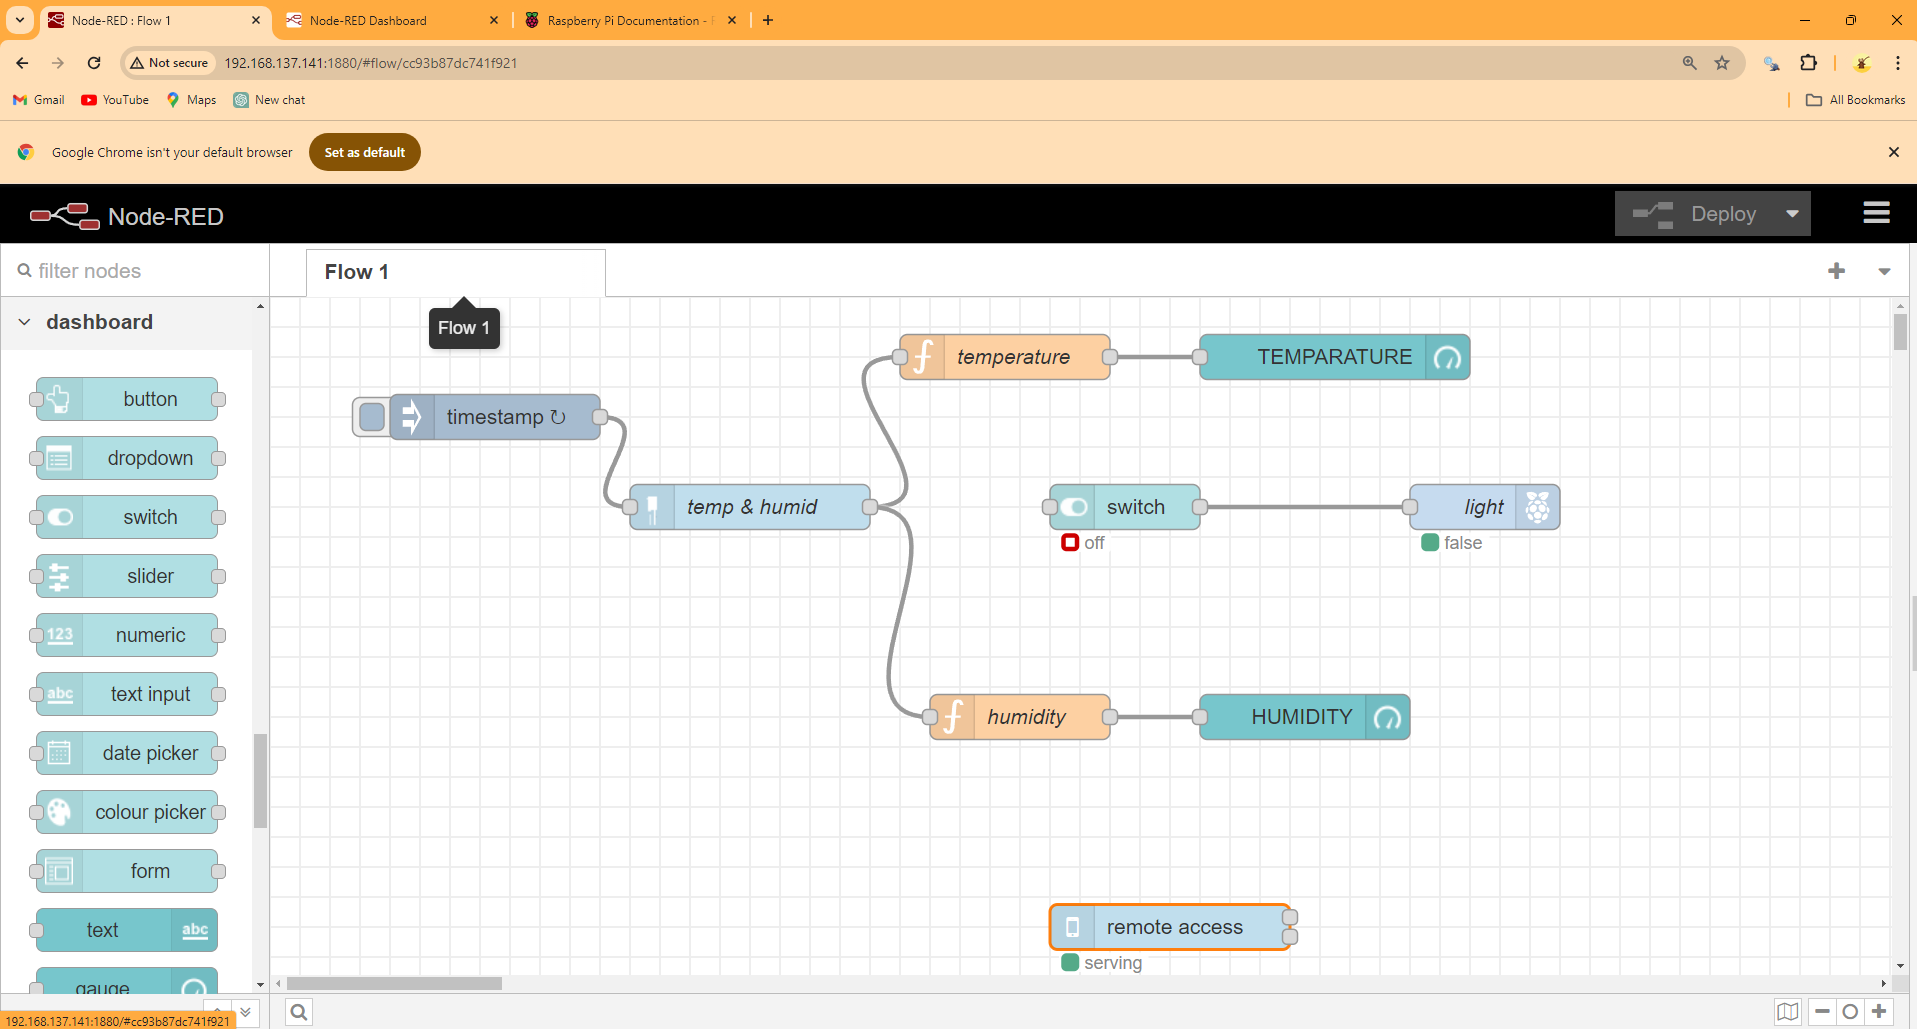 Node-RED : Flow 1
Node-RED Dashboard
Raspberry Pi Documentation -
Not secure
192.168.137.141:1880/#flow/cc93b87dc741f921
Gmail
YouTube
Maps
New chat
All Bookmarks
Google Chrome isn't your default browser
Set as default
Node-RED
Deploy
filter nodes
Flow 1
dashboard
Flow 1
button
dropdown
switch
slider
123 numeric
abc text input
date picker
colour picker
form
text abc
gauge
timestamp ↻
temp & humid
temperature
TEMPARATURE
switch
off
light
false
humidity
HUMIDITY
remote access
serving
192.168.137.141:1880/#cc93b87dc741f921